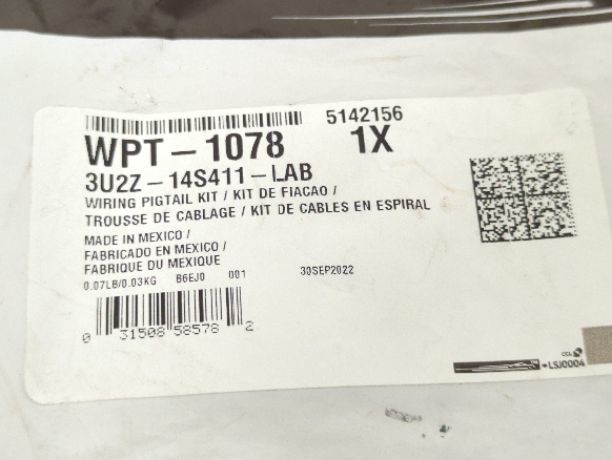 5142156
WPT-1078 1X
3U2Z-14S411-LAB
WIRING PIGTAIL KIT / KIT DE FIACAO /
TROUSSE DE CABLAGE / KIT DE CABLES EN ESPIRAL
MADE IN MEXICO /
FABRICADO EN MEXICO /
FABRIQUE DU MEXIQUE
0.07LB/0.03KG B6EJ0 001 30SEP2022
0 31508 58578 2
CCL
LSJ0004